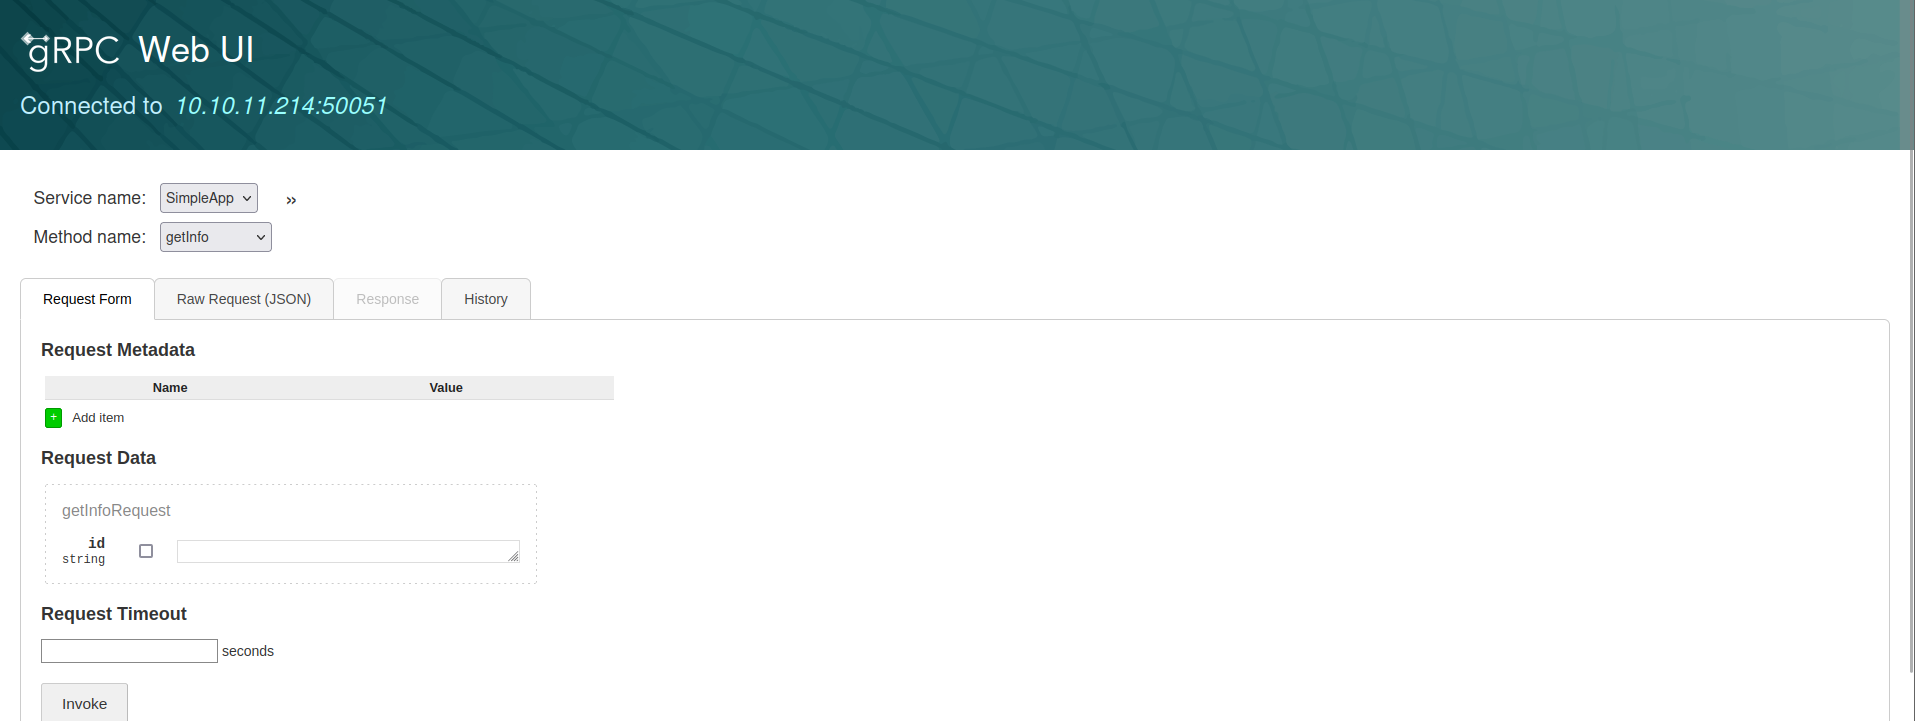 gRPC Web UI
Connected to 10.10.11.214:50051
Service name: SimpleApp »
Method name: getInfo
Request Form Raw Request (JSON) Response History
Request Metadata
Name Value
+ Add item
Request Data
getInfoRequest
id
string
Request Timeout
seconds
Invoke